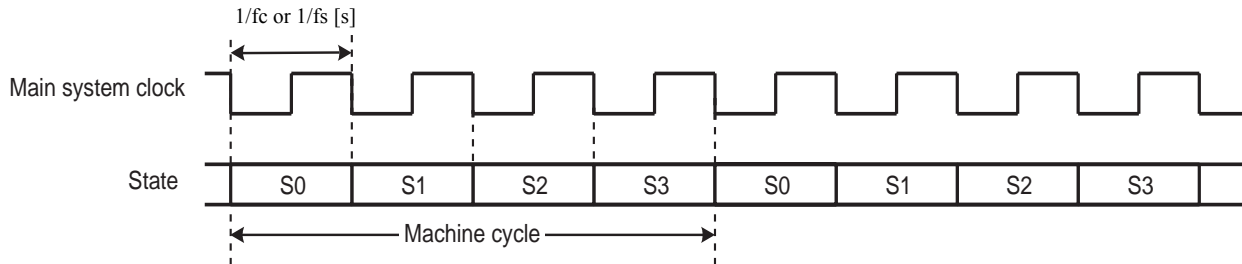 1/fc or 1/fs [s]
Main system clock
State S0 S1 S2 S3 S0 S1 S2 S3
Machine cycle